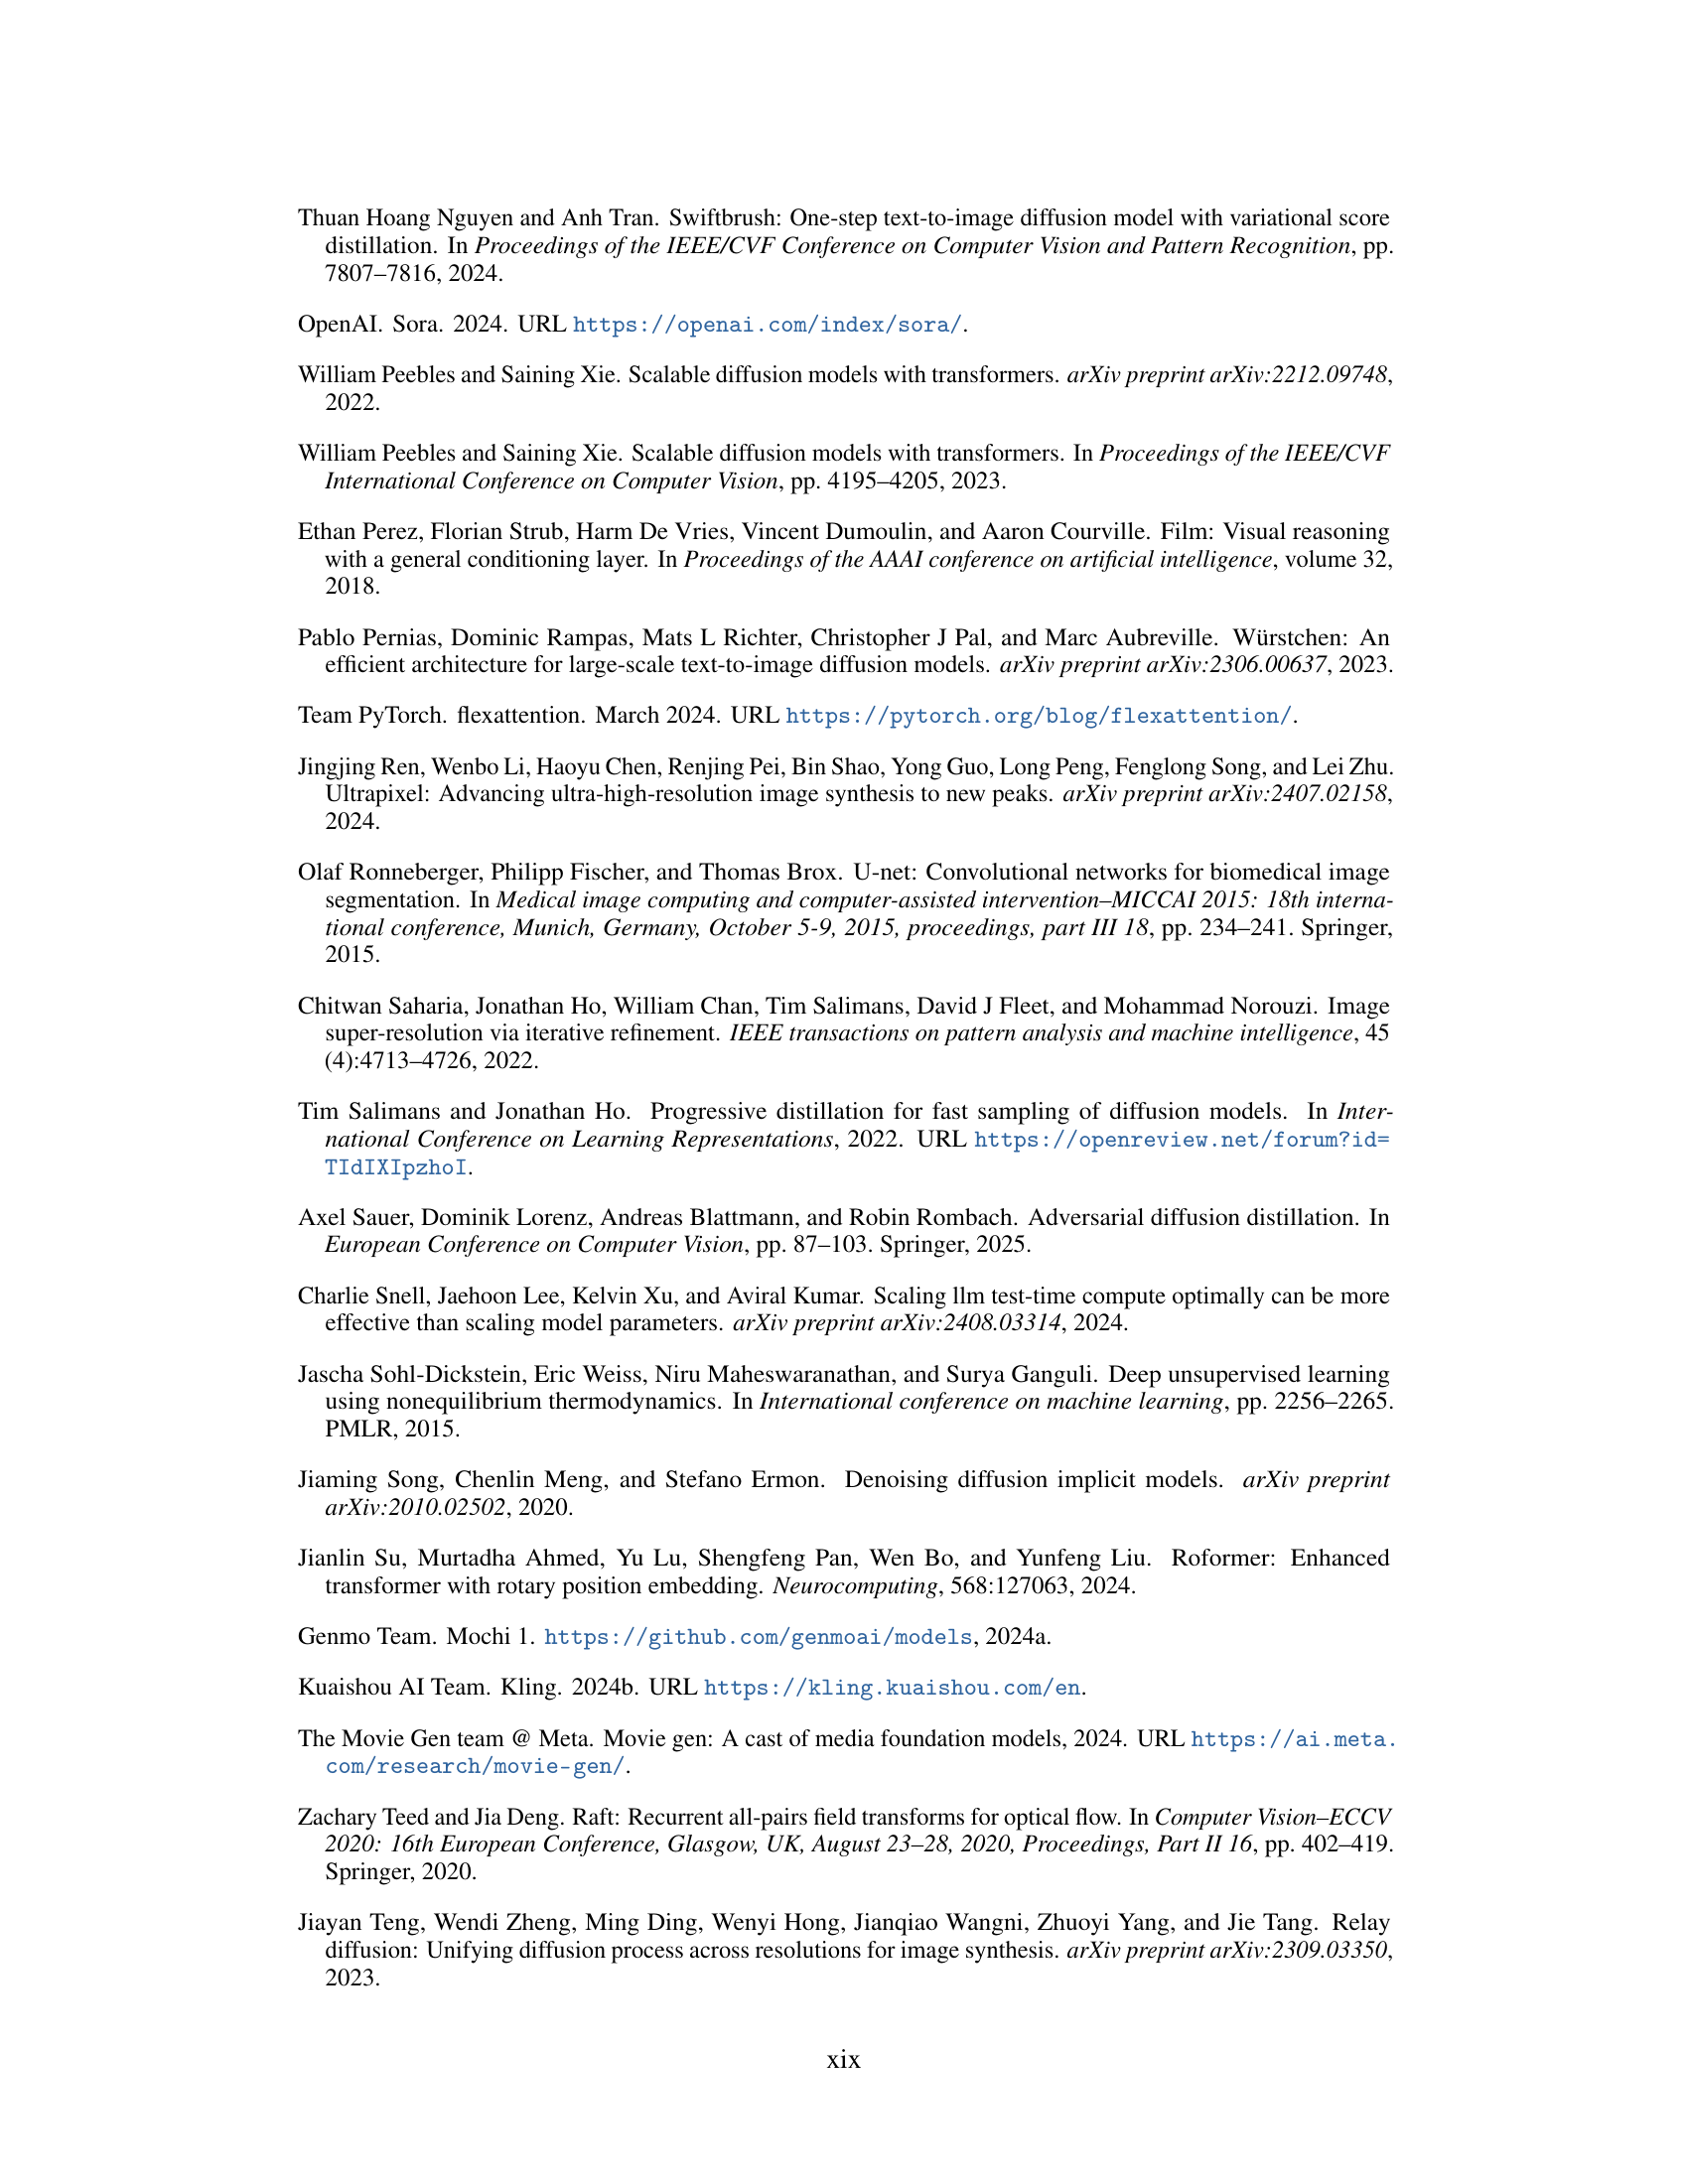 Thuan Hoang Nguyen and Anh Tran. Swiftbrush: One-step text-to-image diffusion model with variational score
distillation. In Proceedings of the IEEE/CVF Conference on Computer Vision and Pattern Recognition, pp.
7807–7816, 2024.
OpenAI. Sora. 2024. URL https://openai.com/index/sora/.
William Peebles and Saining Xie. Scalable diffusion models with transformers. arXiv preprint arXiv:2212.09748,
2022.
William Peebles and Saining Xie. Scalable diffusion models with transformers. In Proceedings of the IEEE/CVF
International Conference on Computer Vision, pp. 4195–4205, 2023.
Ethan Perez, Florian Strub, Harm De Vries, Vincent Dumoulin, and Aaron Courville. Film: Visual reasoning
with a general conditioning layer. In Proceedings of the AAAI conference on artificial intelligence, volume 32,
2018.
Pablo Pernias, Dominic Rampas, Mats L Richter, Christopher J Pal, and Marc Aubreville. Würstchen: An
efficient architecture for large-scale text-to-image diffusion models. arXiv preprint arXiv:2306.00637, 2023.
Team PyTorch. flexattention. March 2024. URL https://pytorch.org/blog/flexattention/.
Jingjing Ren, Wenbo Li, Haoyu Chen, Renjing Pei, Bin Shao, Yong Guo, Long Peng, Fenglong Song, and Lei Zhu.
Ultrapixel: Advancing ultra-high-resolution image synthesis to new peaks. arXiv preprint arXiv:2407.02158,
2024.
Olaf Ronneberger, Philipp Fischer, and Thomas Brox. U-net: Convolutional networks for biomedical image
segmentation. In Medical image computing and computer-assisted intervention–MICCAI 2015: 18th interna-
tional conference, Munich, Germany, October 5-9, 2015, proceedings, part III 18, pp. 234–241. Springer,
2015.
Chitwan Saharia, Jonathan Ho, William Chan, Tim Salimans, David J Fleet, and Mohammad Norouzi. Image
super-resolution via iterative refinement. IEEE transactions on pattern analysis and machine intelligence, 45
(4):4713–4726, 2022.
Tim Salimans and Jonathan Ho. Progressive distillation for fast sampling of diffusion models. In Inter-
national Conference on Learning Representations, 2022. URL https://openreview.net/forum?id=
TIdIXIpzhoI.
Axel Sauer, Dominik Lorenz, Andreas Blattmann, and Robin Rombach. Adversarial diffusion distillation. In
European Conference on Computer Vision, pp. 87–103. Springer, 2025.
Charlie Snell, Jaehoon Lee, Kelvin Xu, and Aviral Kumar. Scaling llm test-time compute optimally can be more
effective than scaling model parameters. arXiv preprint arXiv:2408.03314, 2024.
Jascha Sohl-Dickstein, Eric Weiss, Niru Maheswaranathan, and Surya Ganguli. Deep unsupervised learning
using nonequilibrium thermodynamics. In International conference on machine learning, pp. 2256–2265.
PMLR, 2015.
Jiaming Song, Chenlin Meng, and Stefano Ermon. Denoising diffusion implicit models. arXiv preprint
arXiv:2010.02502, 2020.
Jianlin Su, Murtadha Ahmed, Yu Lu, Shengfeng Pan, Wen Bo, and Yunfeng Liu. Roformer: Enhanced
transformer with rotary position embedding. Neurocomputing, 568:127063, 2024.
Genmo Team. Mochi 1. https://github.com/genmoai/models, 2024a.
Kuaishou AI Team. Kling. 2024b. URL https://kling.kuaishou.com/en.
The Movie Gen team @ Meta. Movie gen: A cast of media foundation models, 2024. URL https://ai.meta.
com/research/movie-gen/.
Zachary Teed and Jia Deng. Raft: Recurrent all-pairs field transforms for optical flow. In Computer Vision–ECCV
2020: 16th European Conference, Glasgow, UK, August 23–28, 2020, Proceedings, Part II 16, pp. 402–419.
Springer, 2020.
Jiayan Teng, Wendi Zheng, Ming Ding, Wenyi Hong, Jianqiao Wangni, Zhuoyi Yang, and Jie Tang. Relay
diffusion: Unifying diffusion process across resolutions for image synthesis. arXiv preprint arXiv:2309.03350,
2023.
xix